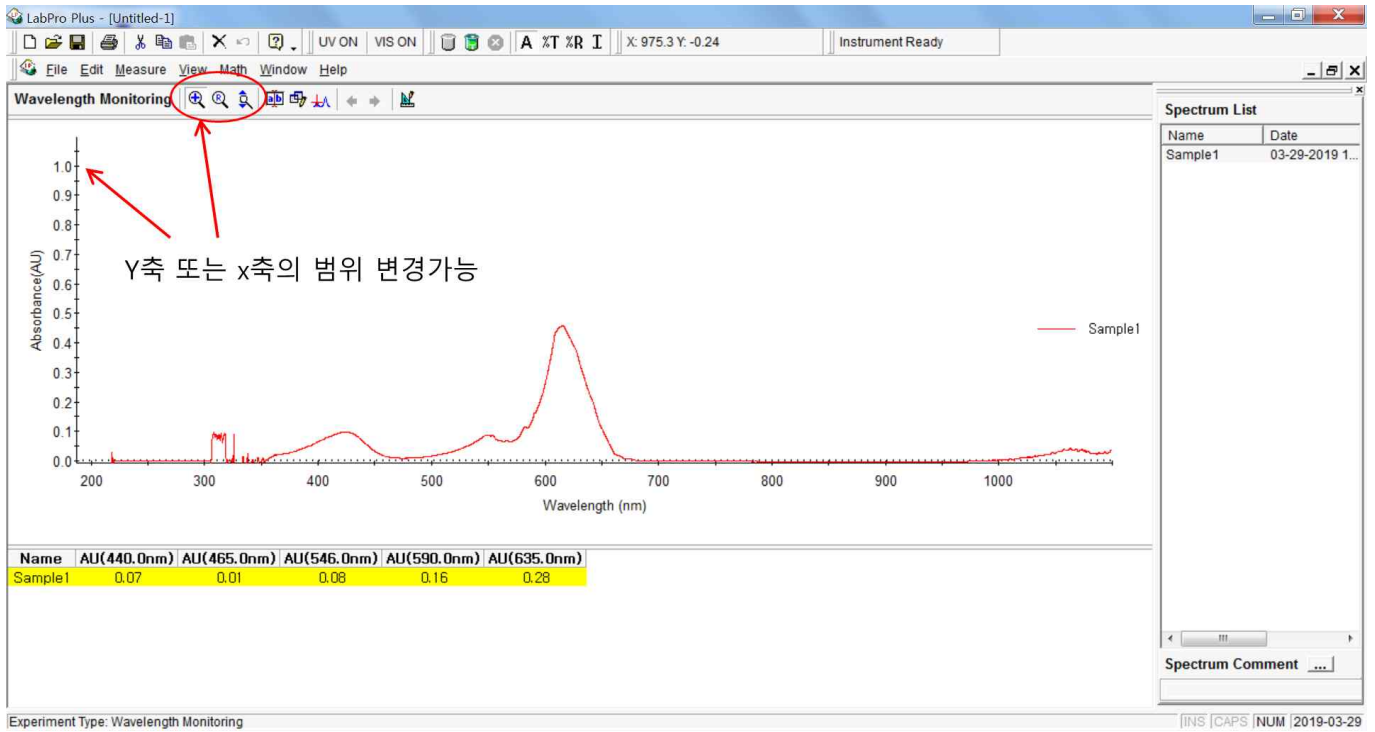 LabPro Plus - [Untitled-1]
UV ON VIS ON A %T %R I X: 975.3 Y: -0.24 Instrument Ready
File Edit Measure View Math Window Help
Wavelength Monitoring
Spectrum List
Name Date
Sample1 03-29-2019 1...
1.0
0.9
0.8
0.7
0.6
0.5
0.4
0.3
0.2
0.1
0.0
Absorbance(AU)
Y축 또는 x축의 범위 변경가능
Sample1
200 300 400 500 600 700 800 900 1000
Wavelength (nm)
Name AU(440.0nm) AU(465.0nm) AU(546.0nm) AU(590.0nm) AU(635.0nm)
Sample1 0.07 0.01 0.08 0.16 0.28
Spectrum Comment ...
Experiment Type: Wavelength Monitoring
INS CAPS NUM 2019-03-29